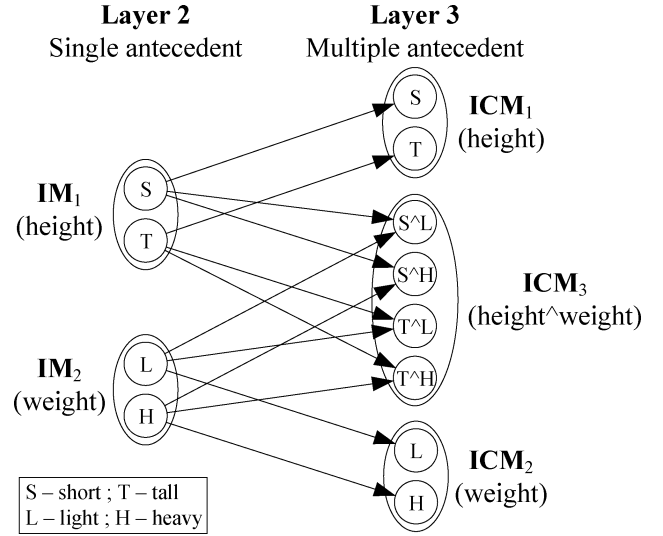 Layer 2
Single antecedent
Layer 3
Multiple antecedent
S
T
ICM1
(height)
IM1
(height)
S
T
S^L
S^H
T^L
T^H
ICM3
(height^weight)
IM2
(weight)
L
H
L
H
ICM2
(weight)
S – short ; T – tall
L – light ; H – heavy